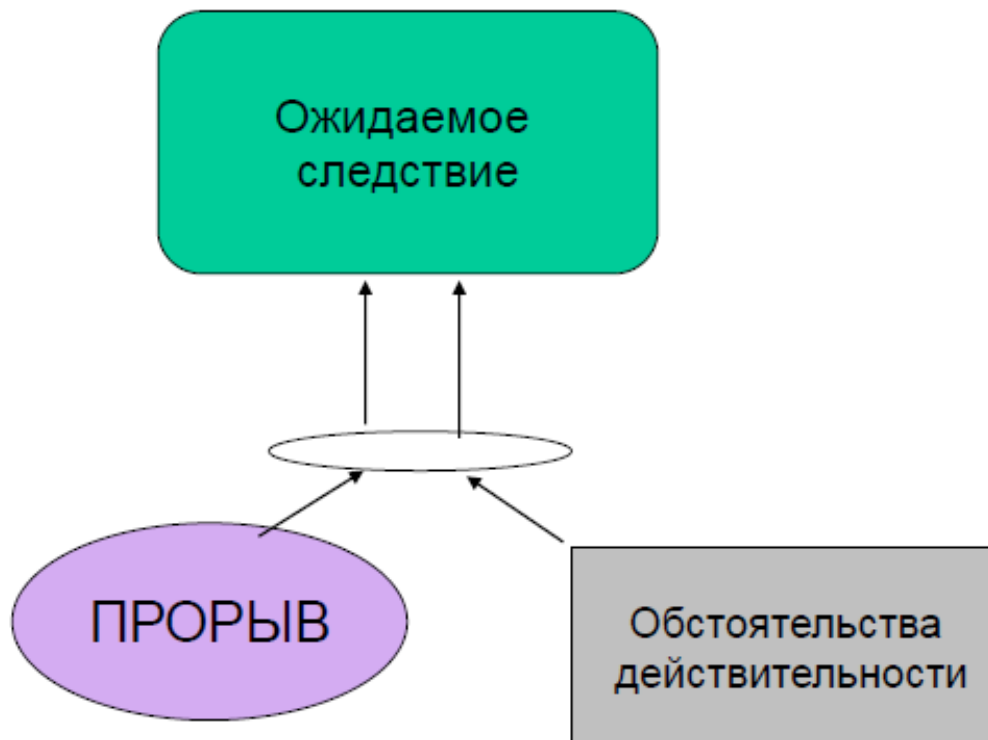 Ожидаемое
следствие
ПРОРЫВ
Обстоятельства
действительности